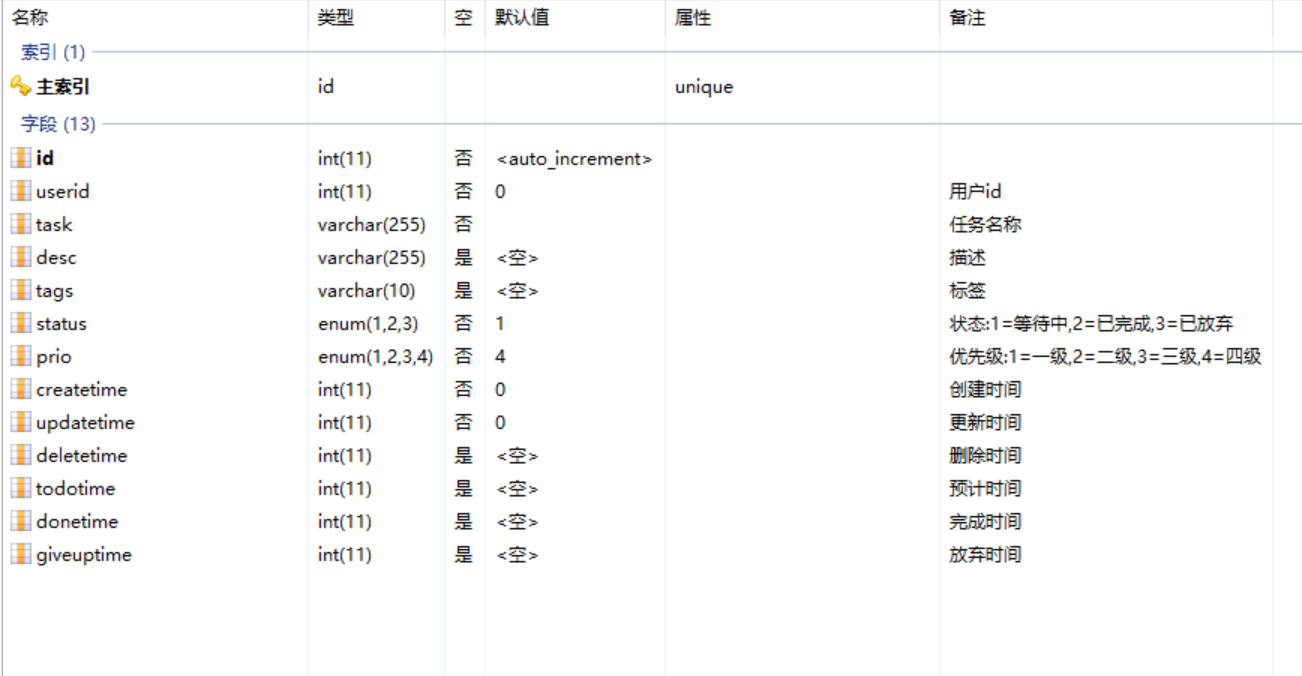 名称 类型 空 默认值 属性 备注
索引 (1)
主索引 id unique
字段 (13)
id int(11) 否 <auto_increment>
userid int(11) 否 0 用户id
task varchar(255) 否 任务名称
desc varchar(255) 是 <空> 描述
tags varchar(10) 是 <空> 标签
status enum(1,2,3) 否 1 状态:1=等待中,2=已完成,3=已放弃
prio enum(1,2,3,4) 否 4 优先级:1=一级,2=二级,3=三级,4=四级
createtime int(11) 否 0 创建时间
updatetime int(11) 否 0 更新时间
deletetime int(11) 是 <空> 删除时间
todotime int(11) 是 <空> 预计时间
donetime int(11) 是 <空> 完成时间
giveuptime int(11) 是 <空> 放弃时间